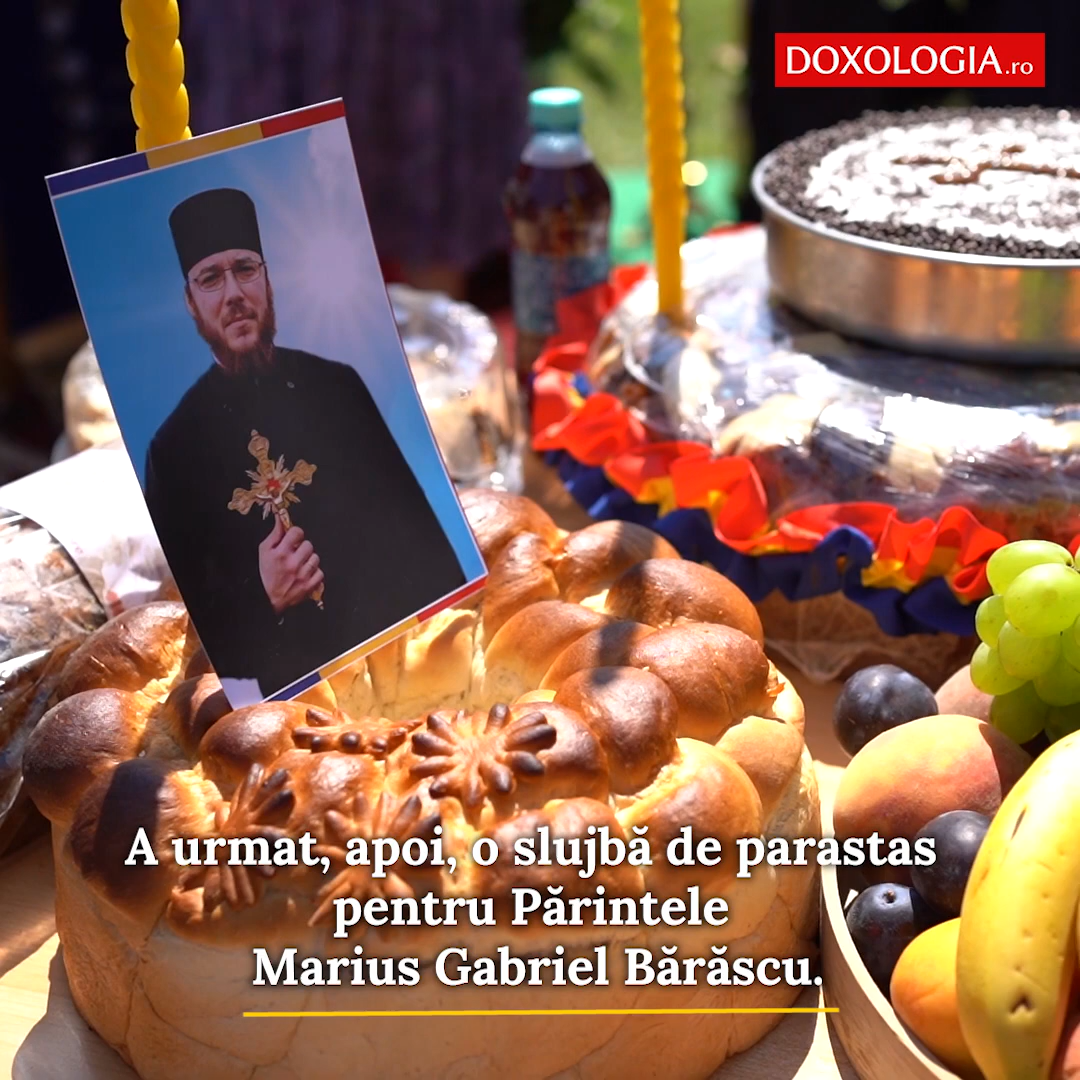 DOXOLOGIA.ro
A urmat, apoi, o slujbă de parastas
pentru Părintele
Marius Gabriel Bărăscu.